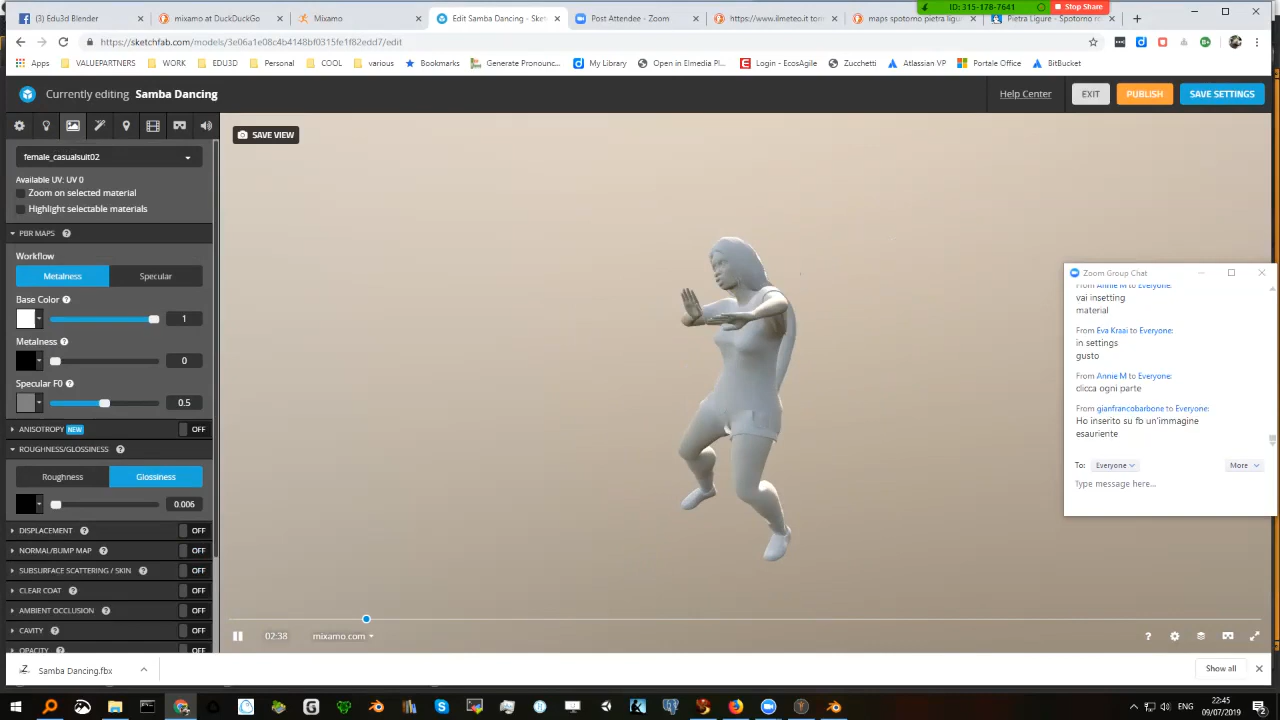 ID: 315-178-7641
Stop Share
(3) Edu3d Blender
mixamo at DuckDuckGo
Mixamo
Edit Samba Dancing - Sket
Post Attendee - Zoom
https://www.ilmeteo.it tom
maps spotorno pietra ligu
Pietra Ligure - Spotorno ro
https://sketchfab.com/models/3e06a1e08c4b4148bf0315fe1f82edd7/edit
Apps
VALUEPARTNERS
WORK
EDU3D
Personal
COOL
various
Bookmarks
Generate Pronounc...
My Library
Open in Elmedia Pl...
Login - EcosAgile
Zucchetti
Atlassian VP
Portale Office
BitBucket
Currently editing Samba Dancing
Help Center
EXIT
PUBLISH
SAVE SETTINGS
SAVE VIEW
female_casualsuit02
Available UV: UV 0
Zoom on selected material
Highlight selectable materials
PBR MAPS
Workflow
Metalness
Specular
Base Color
1
Metalness
0
Specular F0
0.5
ANISOTROPY NEW OFF
ROUGHNESS/GLOSSINESS
Roughness
Glossiness
0.006
DISPLACEMENT OFF
NORMAL/BUMP MAP OFF
SUBSURFACE SCATTERING / SKIN OFF
CLEAR COAT OFF
AMBIENT OCCLUSION OFF
CAVITY OFF
OPACITY OFF
Zoom Group Chat
From Annie M to Everyone:
vai insetting
material
From Eva Kraai to Everyone:
in settings
gusto
From Annie M to Everyone:
clicca ogni parte
From gianfrancobarbone to Everyone:
Ho inserito su fb un'immagine
esauriente
To: Everyone
More
Type message here...
02:38
mixamo.com
Samba Dancing.fbx
Show all
ENG
22:45
09/07/2019
2